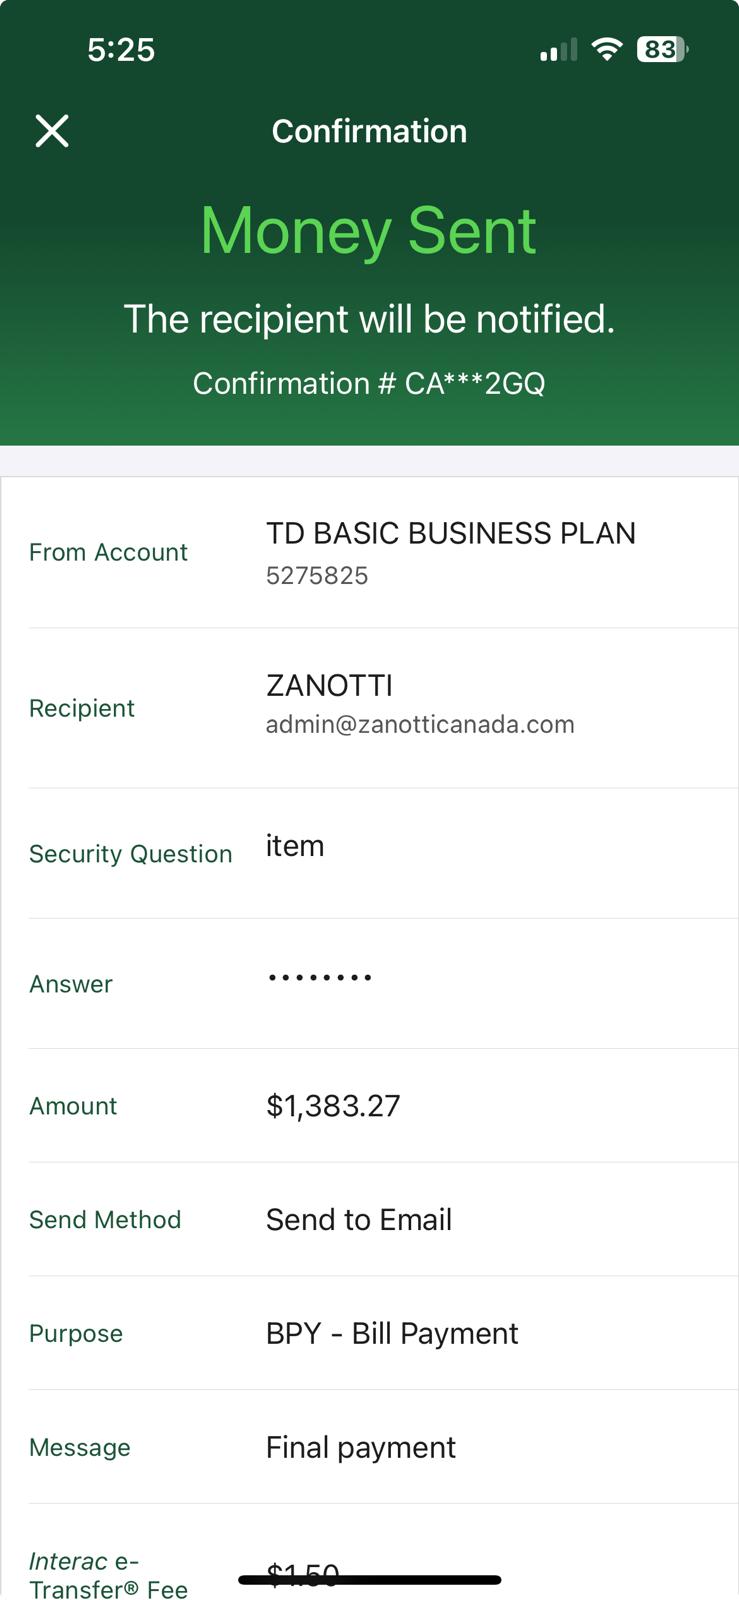 5:25
83
Confirmation
Money Sent
The recipient will be notified.
Confirmation # CA***2GQ
From Account
TD BASIC BUSINESS PLAN
5275825
Recipient
ZANOTTI
admin@zanotticanada.com
Security Question
item
Answer
••••••••
Amount
$1,383.27
Send Method
Send to Email
Purpose
BPY - Bill Payment
Message
Final payment
Interac e-
Transfer® Fee
$1.50